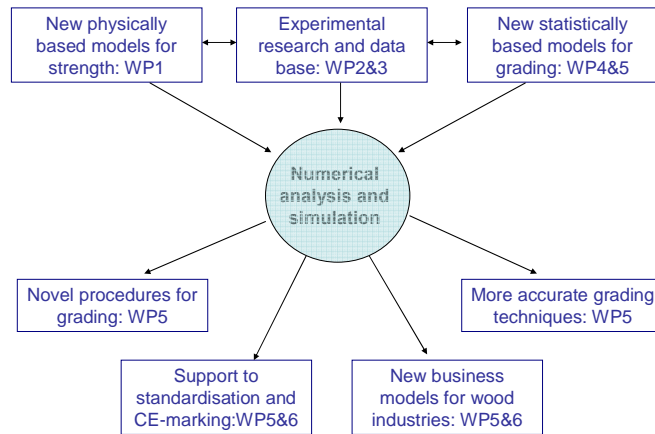 New physically
based models for
strength: WP1
Experimental
research and data
base: WP2&3
New statistically
based models for
grading: WP4&5
Numerical
analysis and
simulation
Novel procedures for
grading: WP5
More accurate grading
techniques: WP5
Support to
standardisation and
CE-marking:WP5&6
New business
models for wood
industries: WP5&6